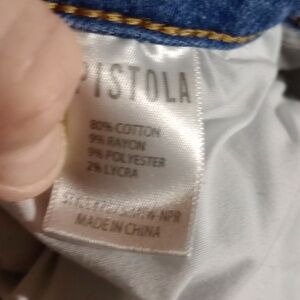 PISTOLA
80% COTTON
9% RAYON
9% POLYESTER
2% LYCRA
MADE IN CHINA